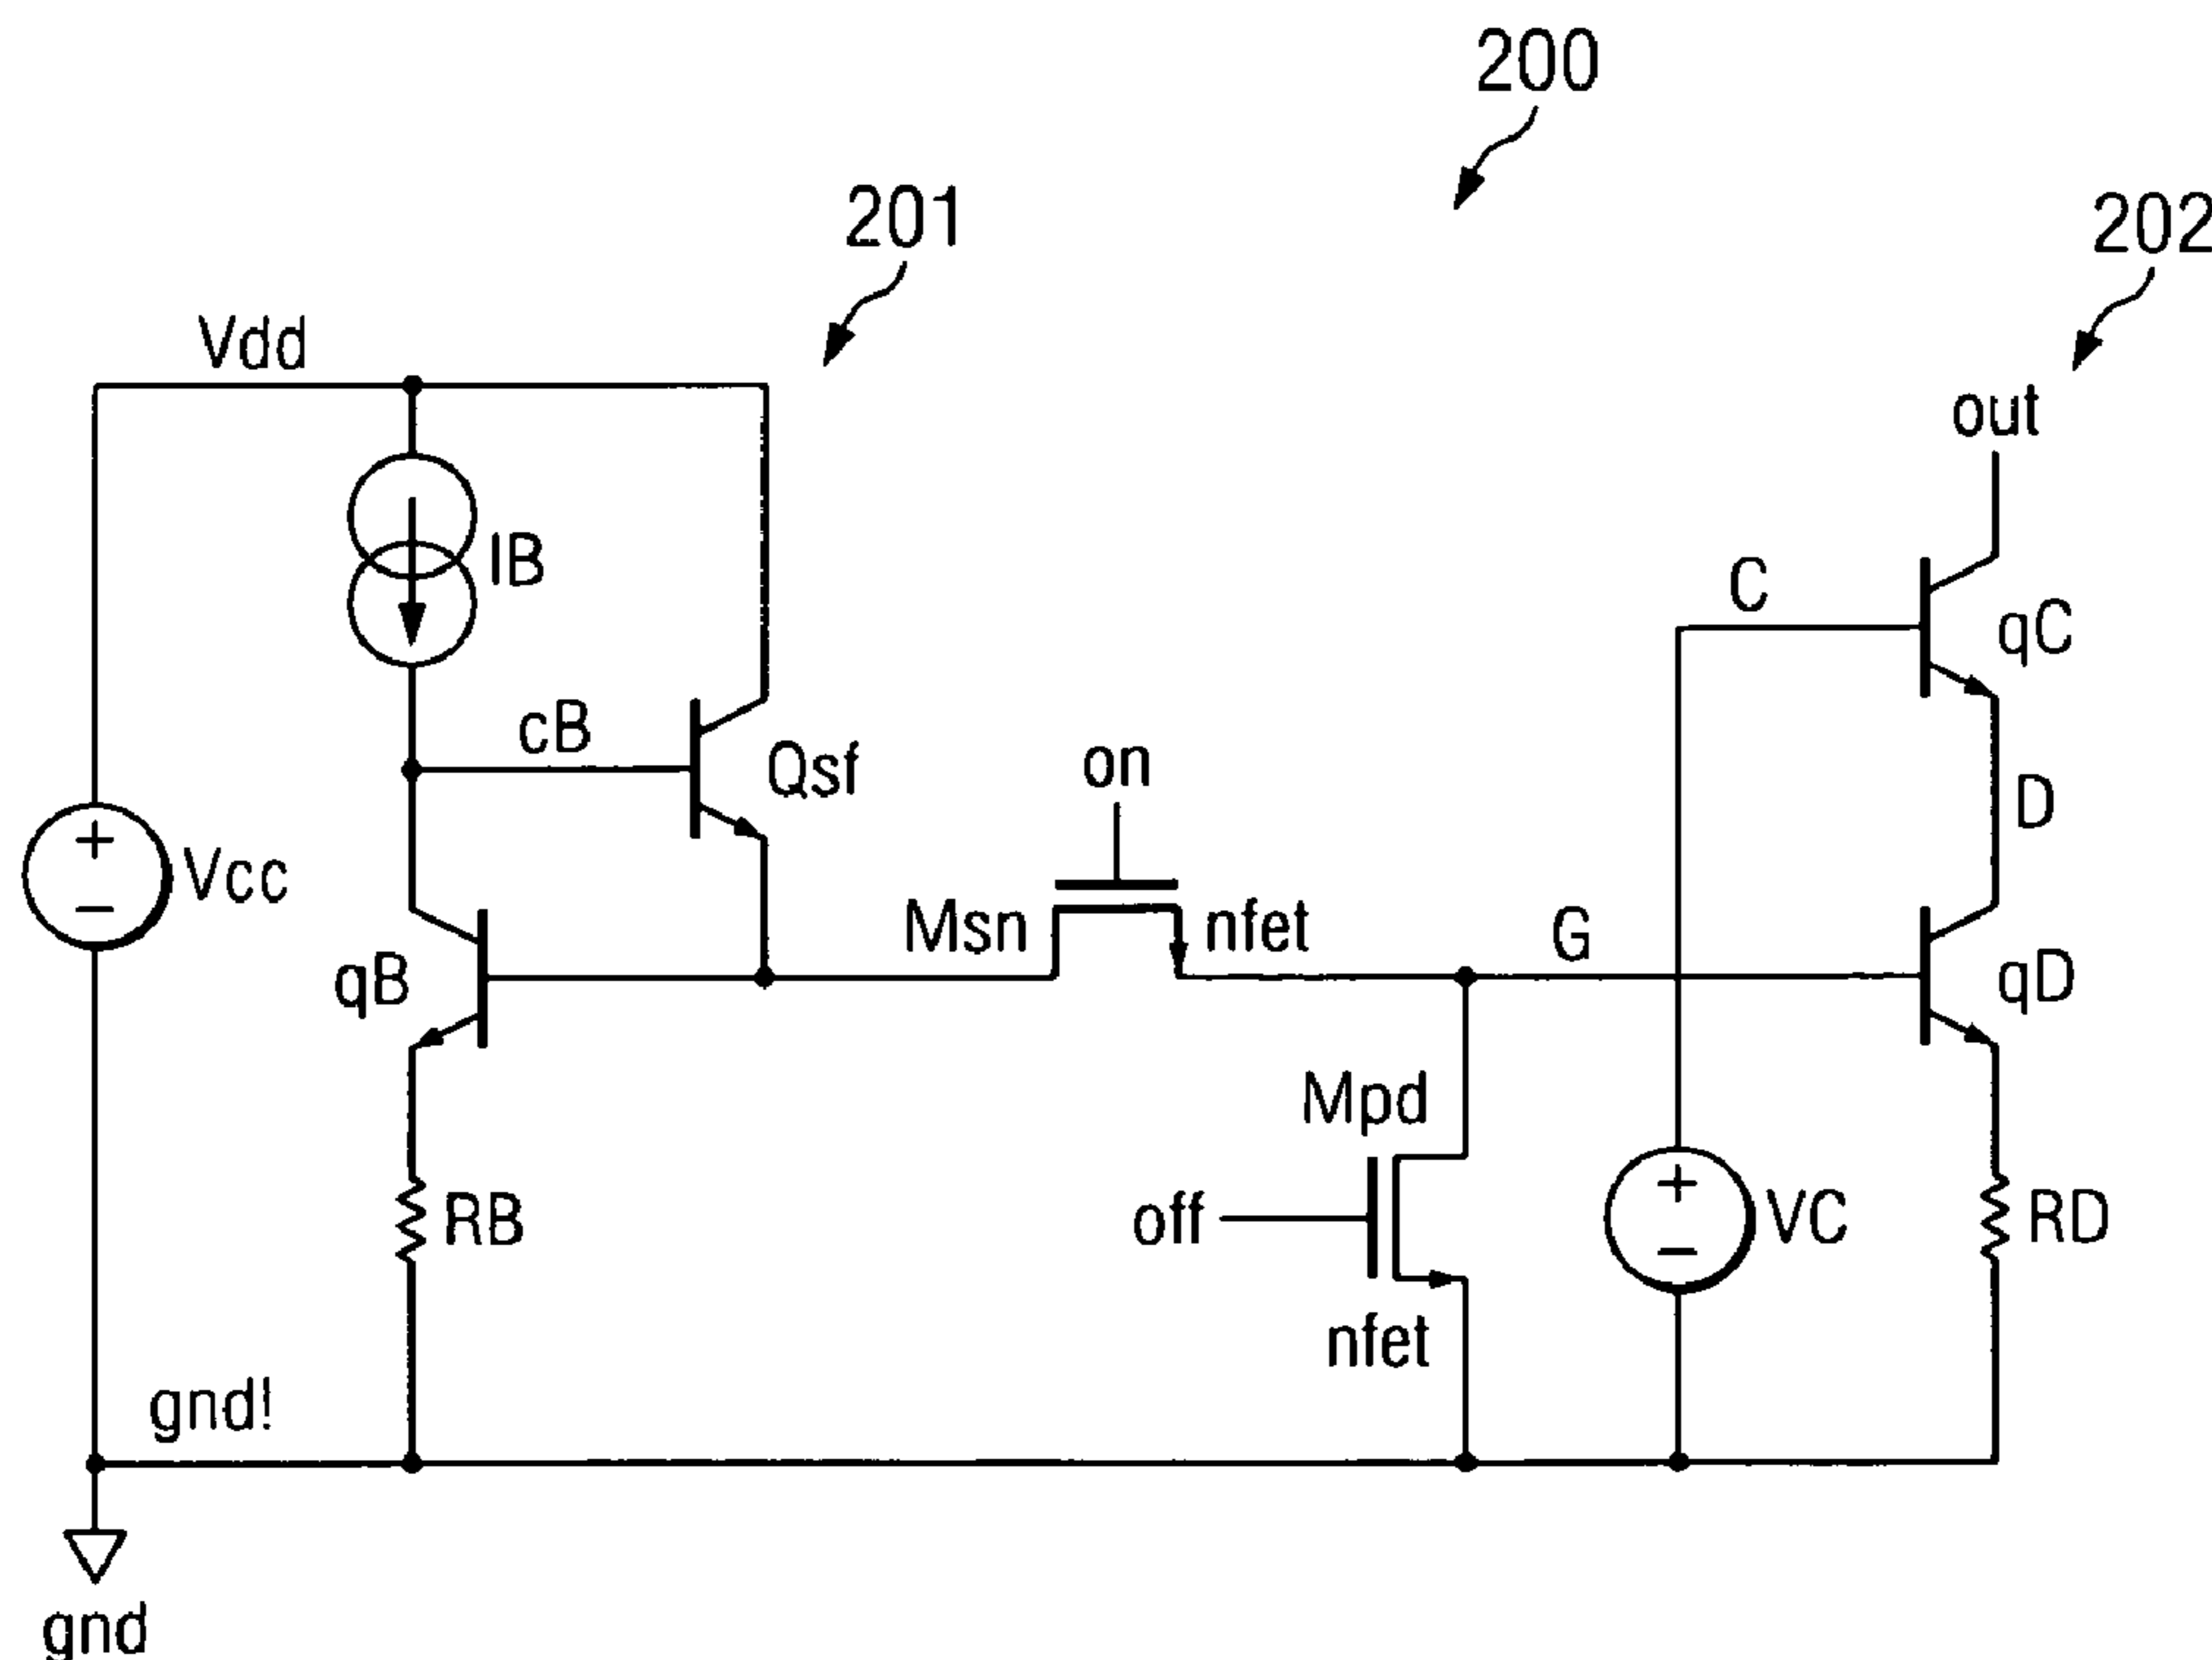 200
201
202
Vdd
out
IB
C
qC
cB
Qsf
on
D
+
Vcc
−
Msn
nfet
G
qB
qD
Mpd
RB
off
+
VC
−
RD
nfet
gnd!
gnd